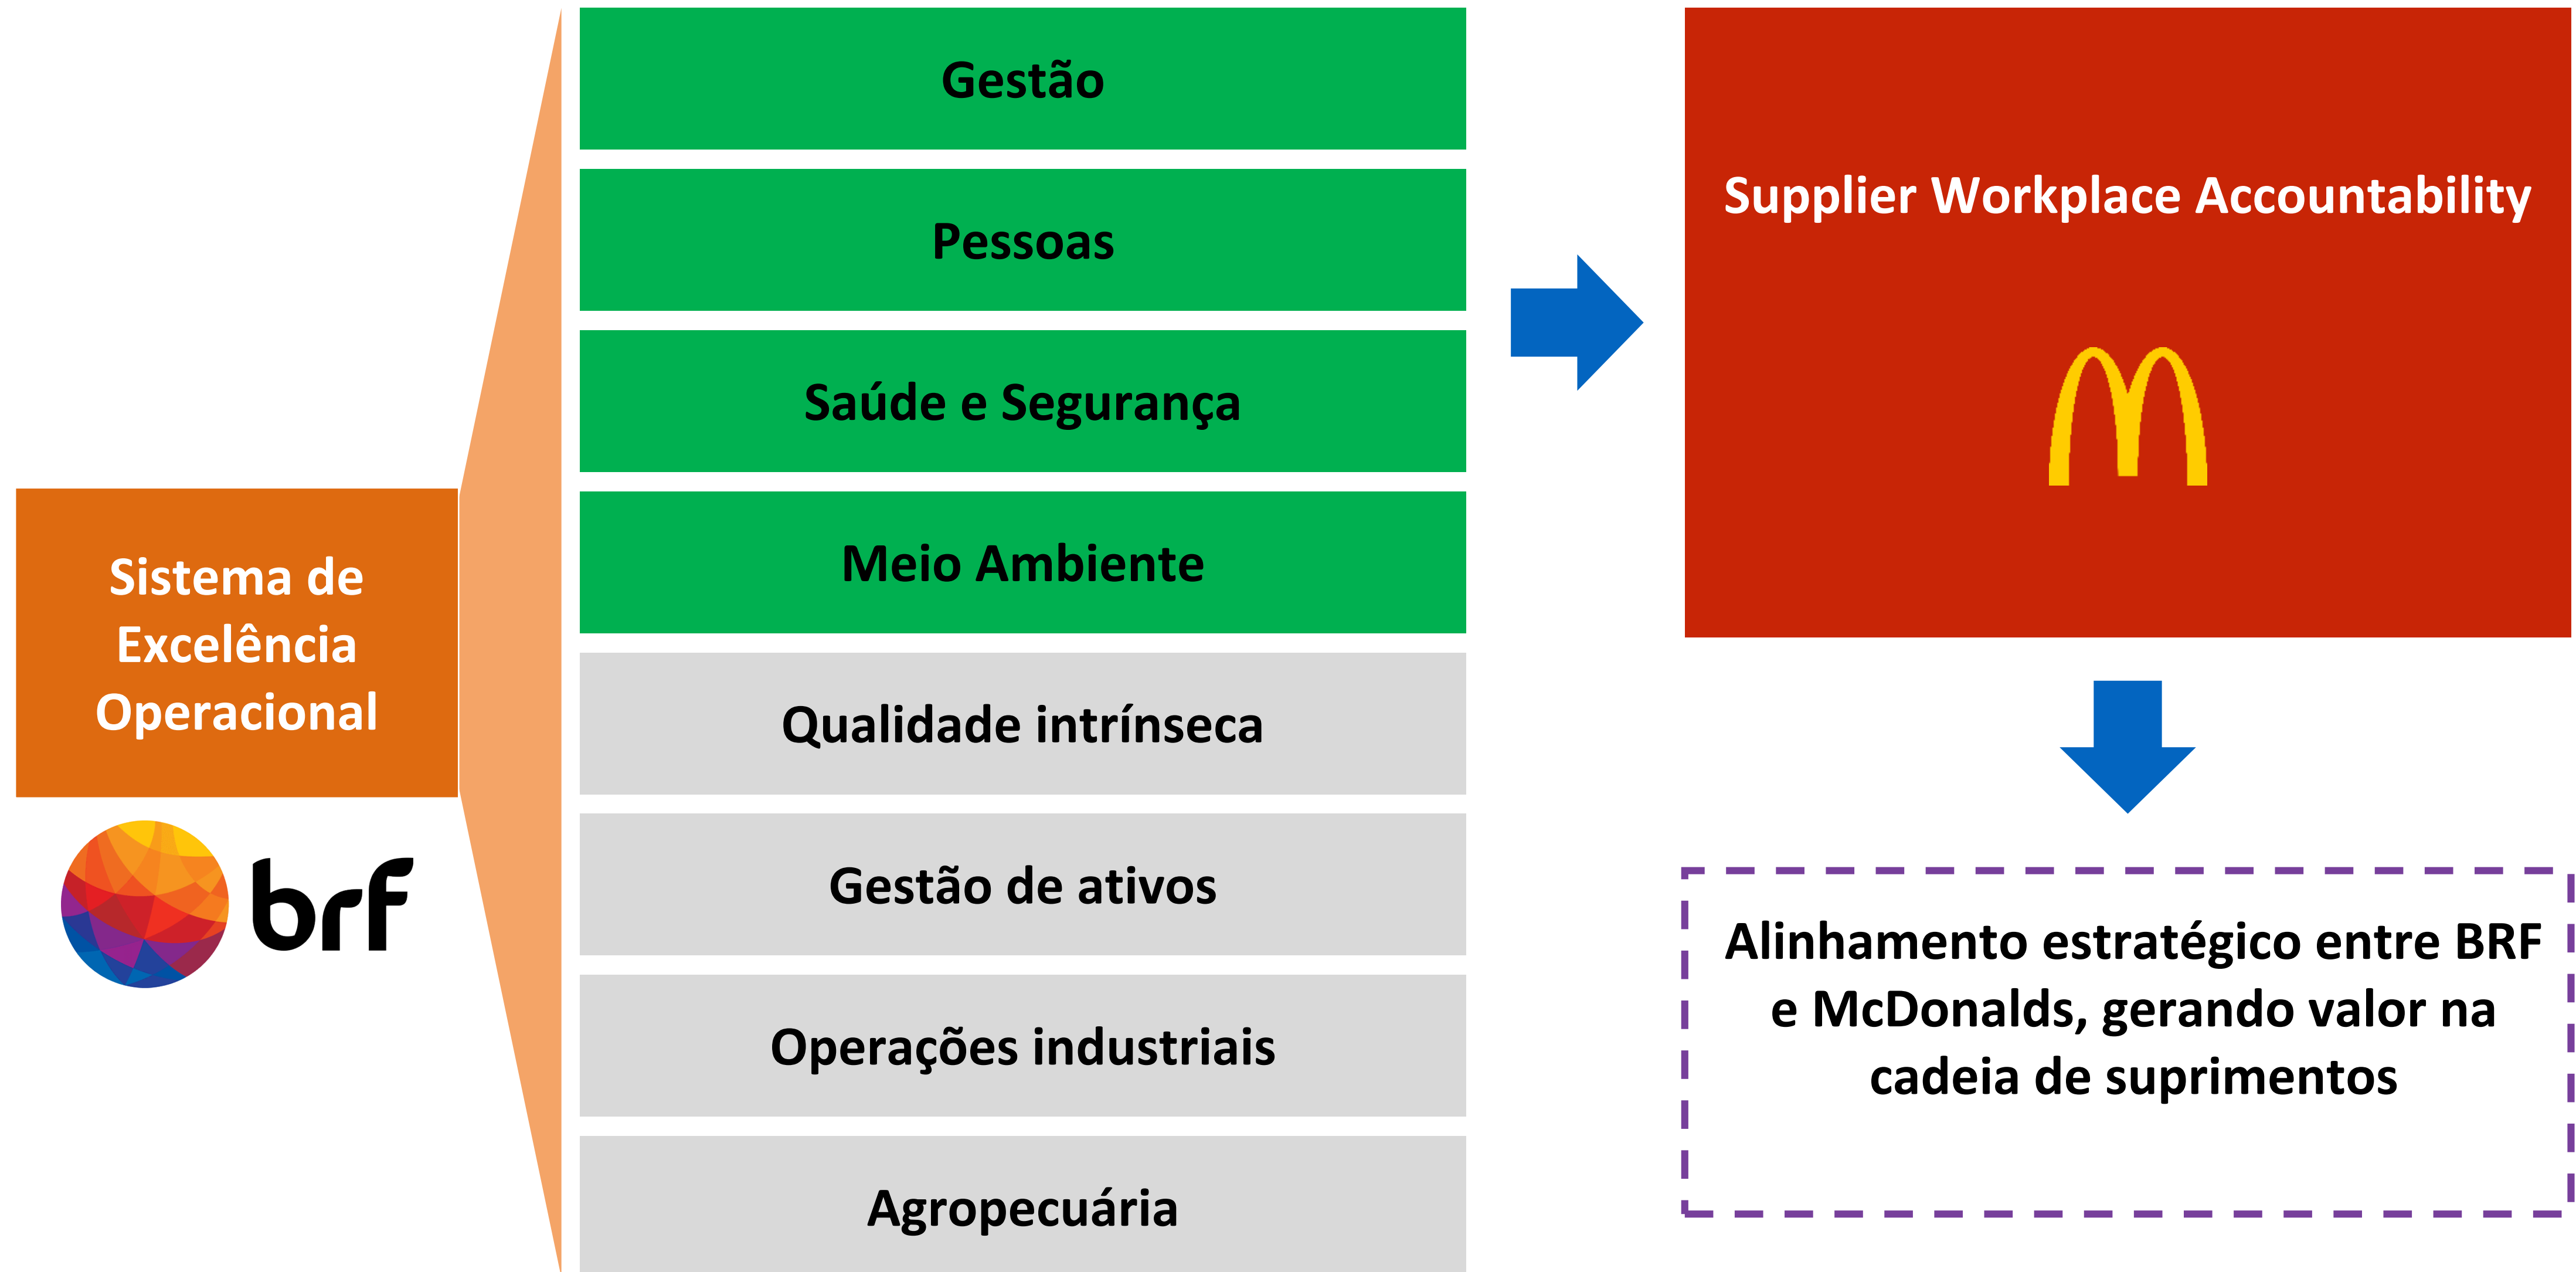 Sistema de
Excelência
Operacional
brf
Gestão
Pessoas
Saúde e Segurança
Meio Ambiente
Qualidade intrínseca
Gestão de ativos
Operações industriais
Agropecuária
Supplier Workplace Accountability
Alinhamento estratégico entre BRF
e McDonalds, gerando valor na
cadeia de suprimentos